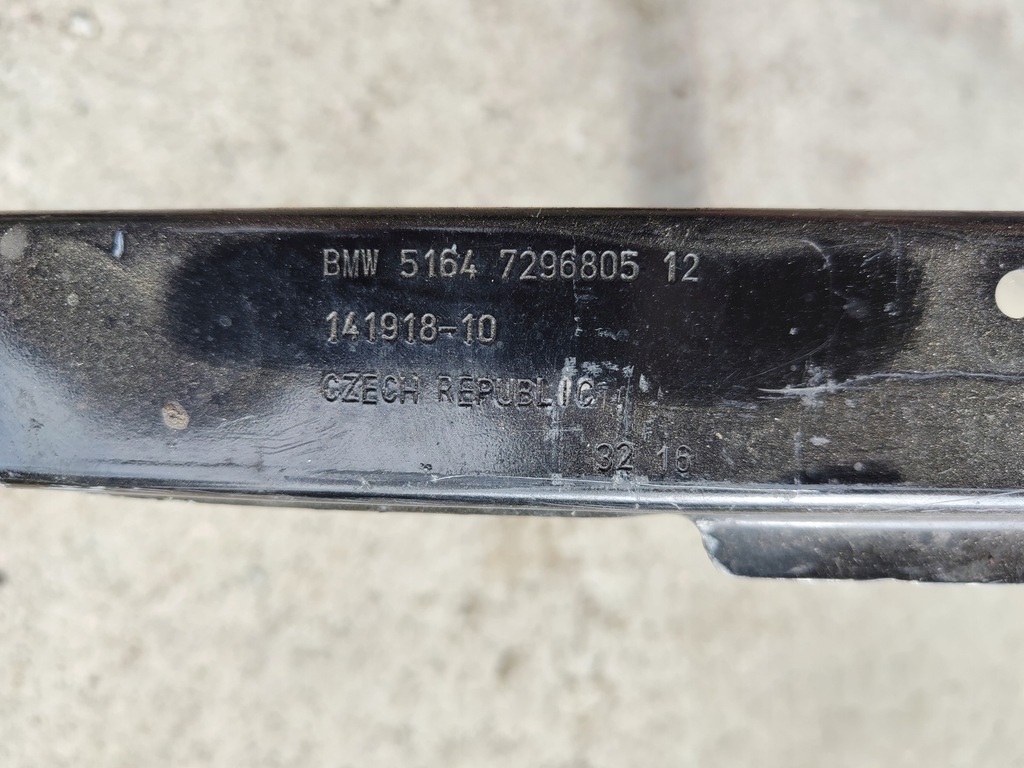 BMW 5164 7296805 12
141918-10
CZECH REPUBLIC
32 16